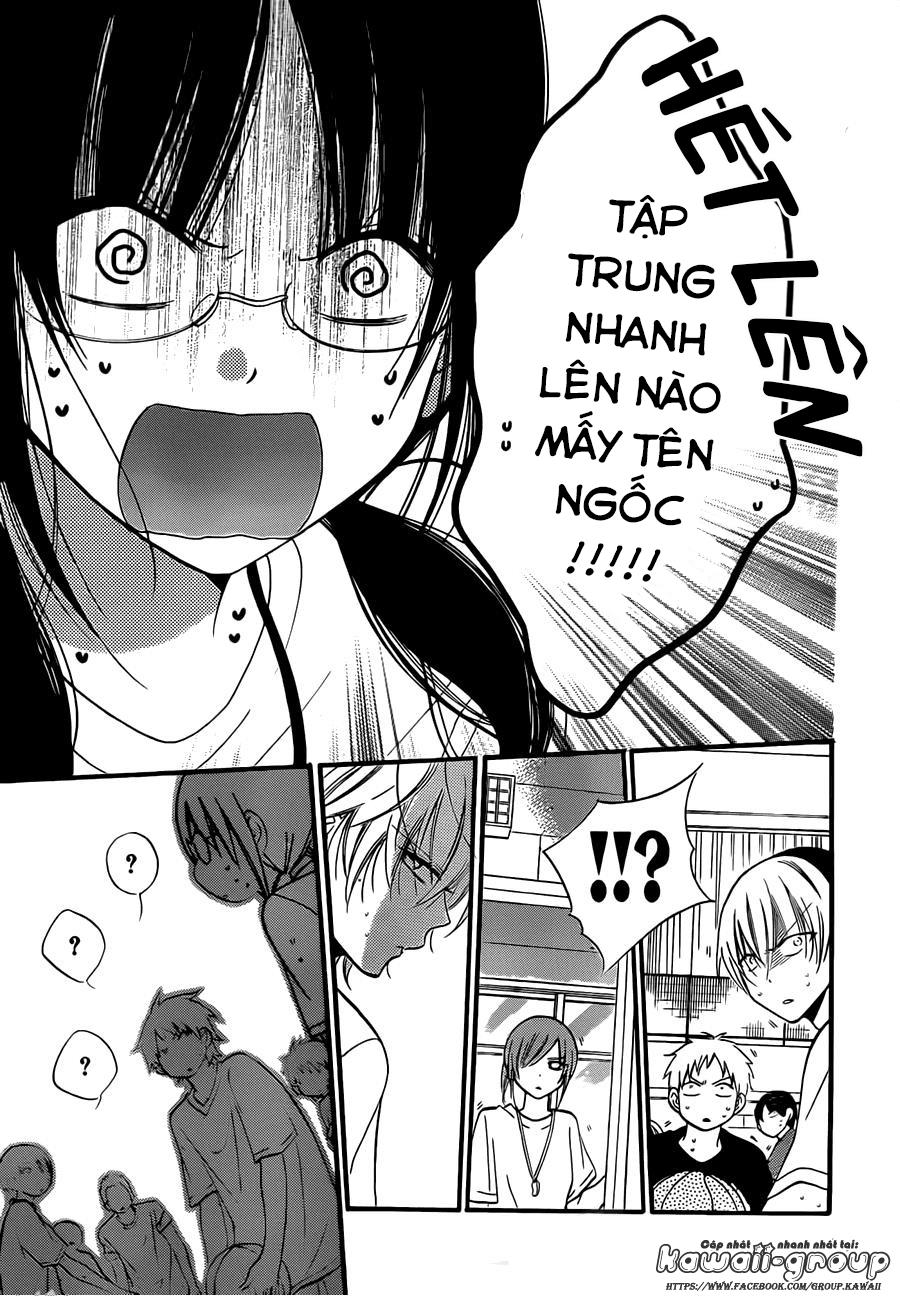 HÉT LÊN
TẬP
TRUNG
NHANH
LÊN NÀO
MẤY TÊN
NGỐC
!!!!!
!!?
?
?
?
Cập nhật nhanh nhất tại:
kawaii-group
HTTPS://WWW.FACEBOOK.COM/GROUP.KAWAII